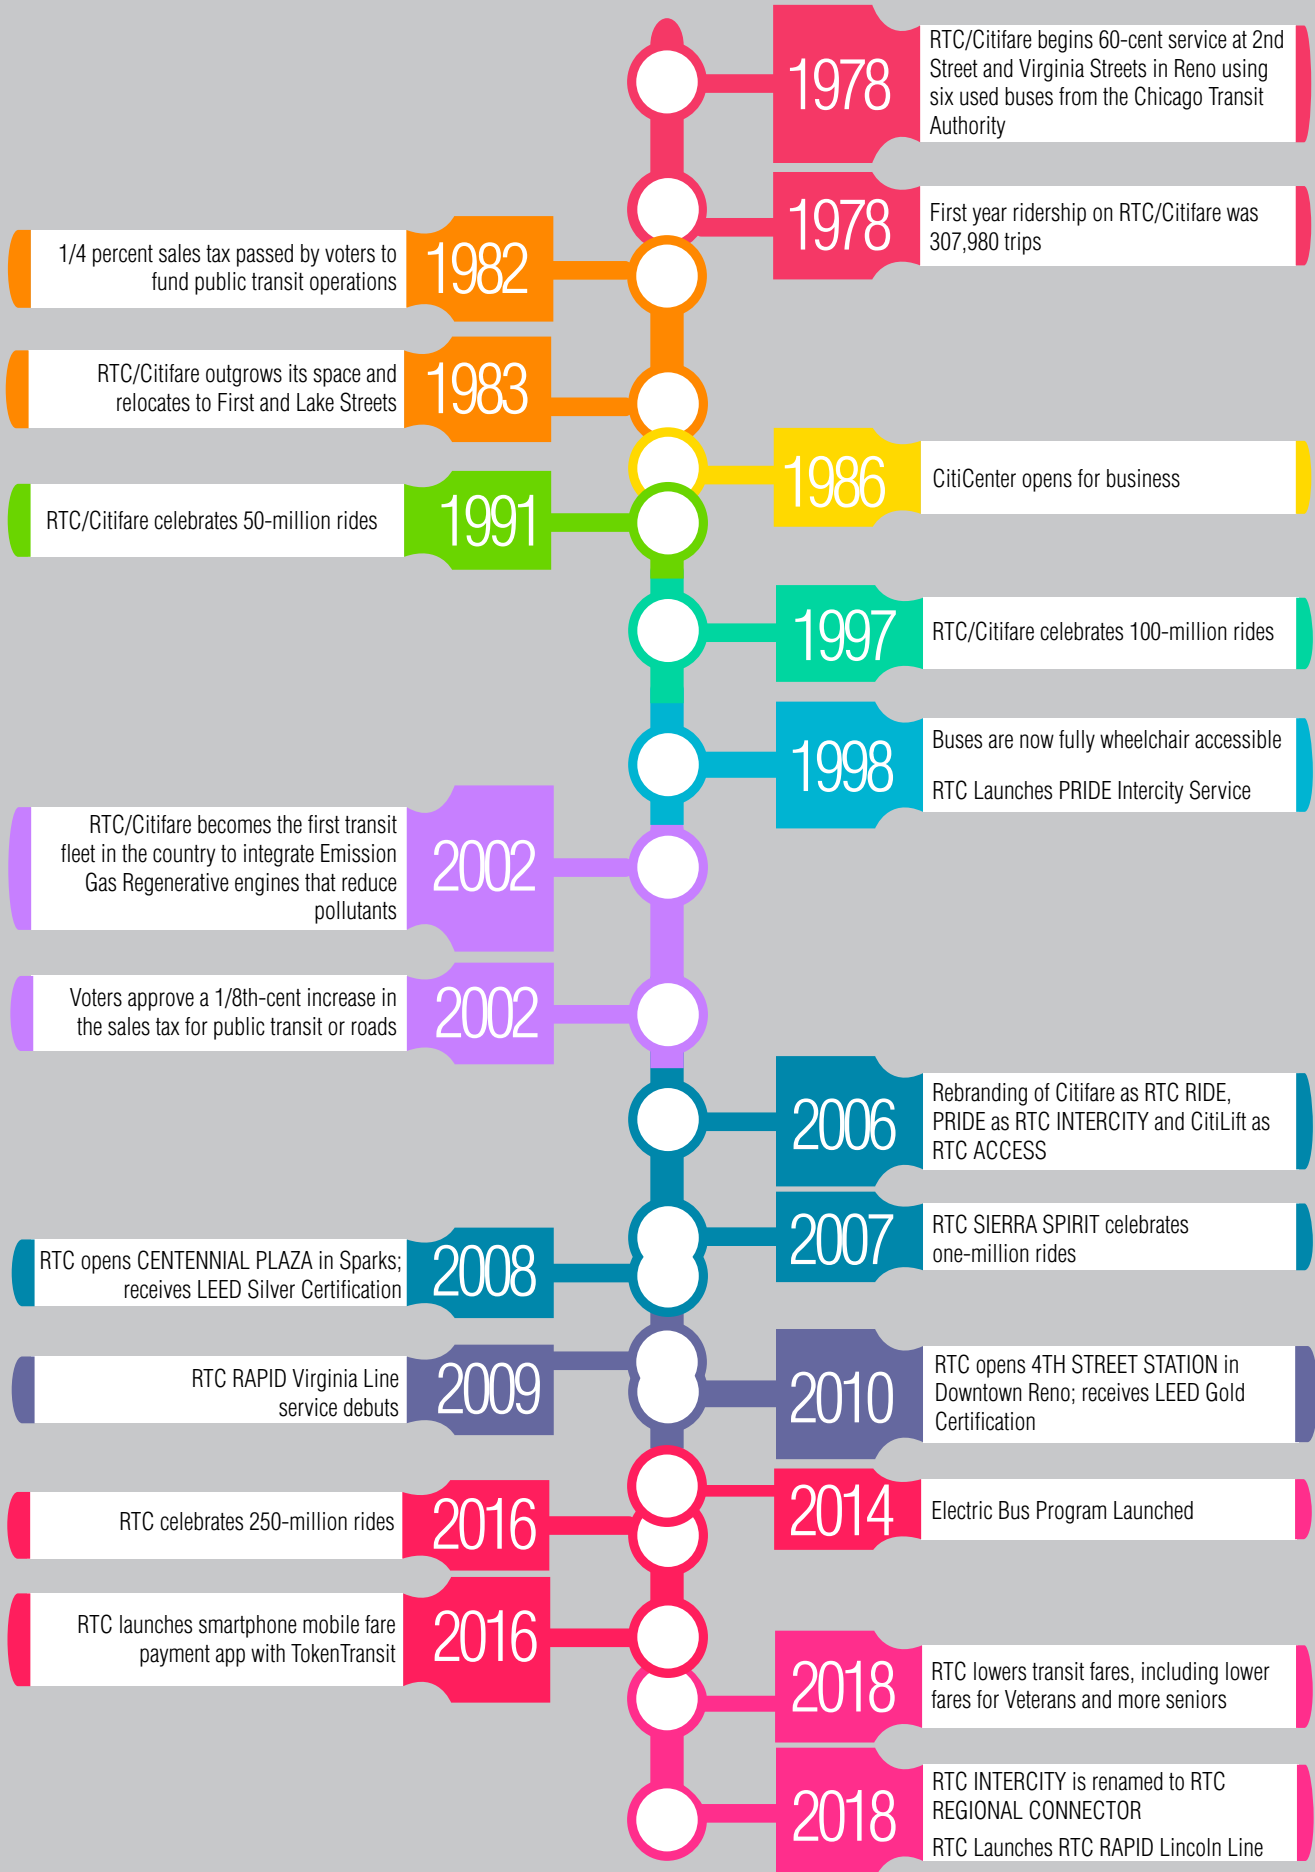 1978
RTC/Citifare begins 60-cent service at 2nd
Street and Virginia Streets in Reno using
six used buses from the Chicago Transit
Authority
1978
First year ridership on RTC/Citifare was
307,980 trips
1/4 percent sales tax passed by voters to
fund public transit operations
1982
RTC/Citifare outgrows its space and
relocates to First and Lake Streets
1983
1986
CitiCenter opens for business
RTC/Citifare celebrates 50-million rides
1991
1997
RTC/Citifare celebrates 100-million rides
1998
Buses are now fully wheelchair accessible
RTC Launches PRIDE Intercity Service
RTC/Citifare becomes the first transit
fleet in the country to integrate Emission
Gas Regenerative engines that reduce
pollutants
2002
Voters approve a 1/8th-cent increase in
the sales tax for public transit or roads
2002
2006
Rebranding of Citifare as RTC RIDE,
PRIDE as RTC INTERCITY and CitiLift as
RTC ACCESS
2007
RTC SIERRA SPIRIT celebrates
one-million rides
RTC opens CENTENNIAL PLAZA in Sparks;
receives LEED Silver Certification
2008
RTC RAPID Virginia Line
service debuts
2009
2010
RTC opens 4TH STREET STATION in
Downtown Reno; receives LEED Gold
Certification
2014
Electric Bus Program Launched
RTC celebrates 250-million rides
2016
RTC launches smartphone mobile fare
payment app with TokenTransit
2016
2018
RTC lowers transit fares, including lower
fares for Veterans and more seniors
2018
RTC INTERCITY is renamed to RTC
REGIONAL CONNECTOR
RTC Launches RTC RAPID Lincoln Line